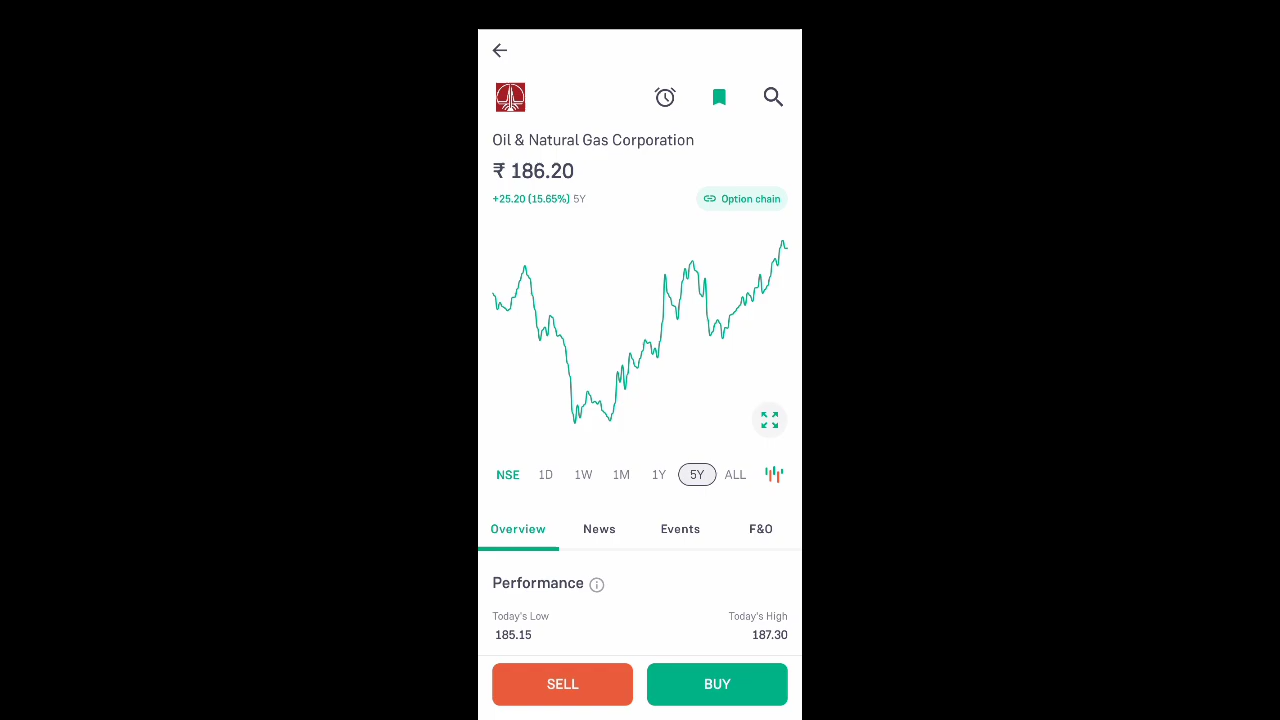 Oil & Natural Gas Corporation
₹ 186.20
+25.20 (15.65%) 5Y
Option chain
NSE 1D 1W 1M 1Y 5Y ALL
Overview News Events F&O
Performance
Today's Low Today's High
185.15 187.30
SELL BUY